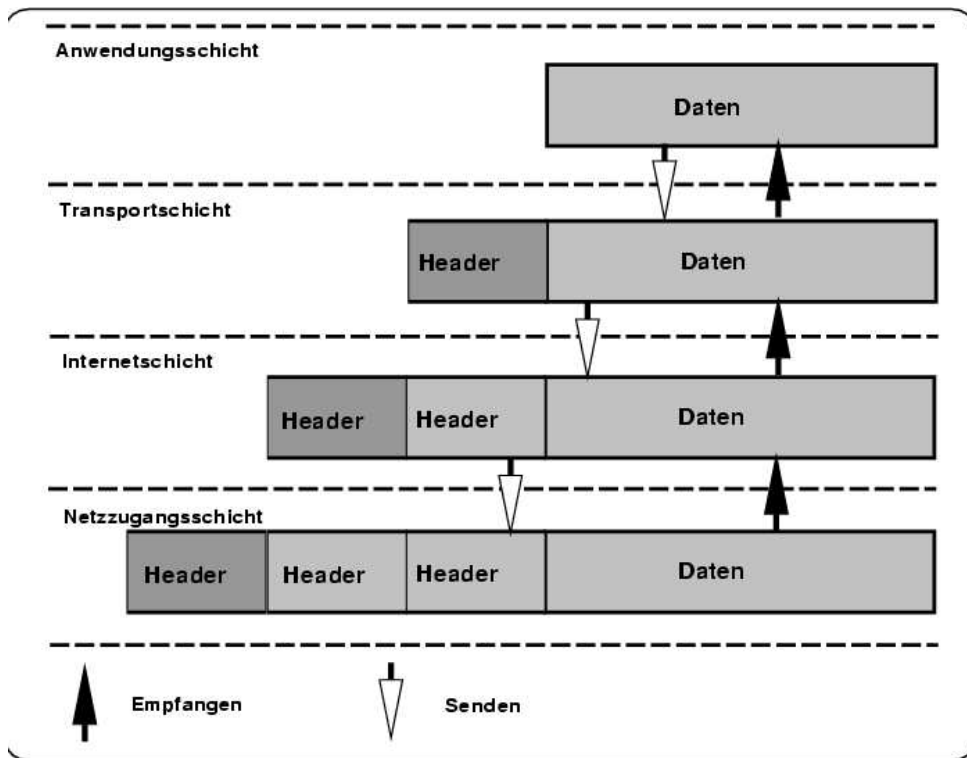 Anwendungsschicht
Daten
Transportschicht
Header Daten
Internetschicht
Header Header Daten
Netzzugangsschicht
Header Header Header Daten
Empfangen Senden